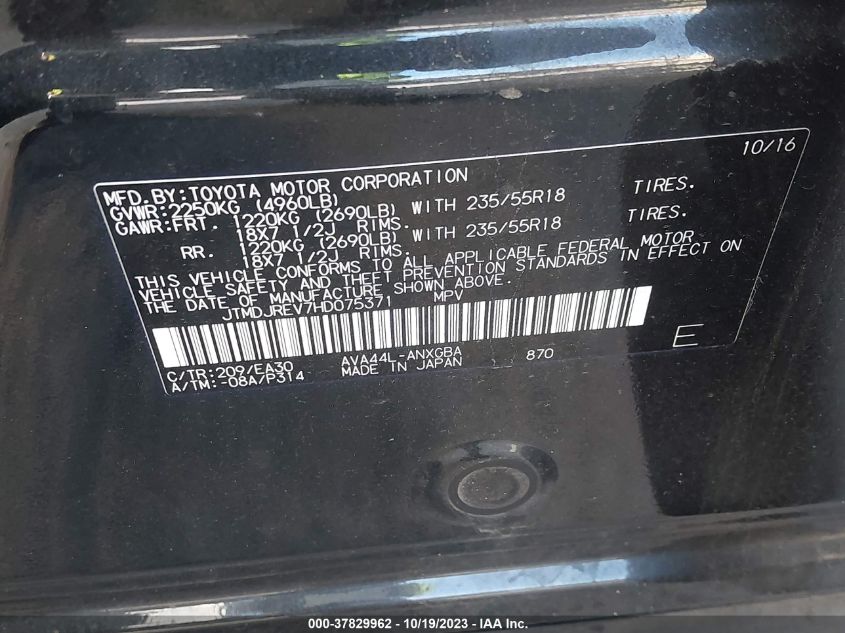 10/16
MFD.BY:TOYOTA MOTOR CORPORATION
GVWR:2250KG (4960LB)
GAWR:FRT. 1220KG (2690LB) WITH 235/55R18 TIRES.
18X7 1/2J RIMS.
RR. 1220KG (2690LB) WITH 235/55R18 TIRES.
18X7 1/2J RIMS.
THIS VEHICLE CONFORMS TO ALL APPLICABLE FEDERAL MOTOR
VEHICLE SAFETY AND THEFT PREVENTION STANDARDS IN EFFECT ON
THE DATE OF MANUFACTURE SHOWN ABOVE.
JTMDJREV7HD075371 MPV
E
C/TR:209/EA30 AVA44L-ANXGBA 870
A/TM:-08A/P314 MADE IN JAPAN
000-37829962 - 10/19/2023 - IAA Inc.